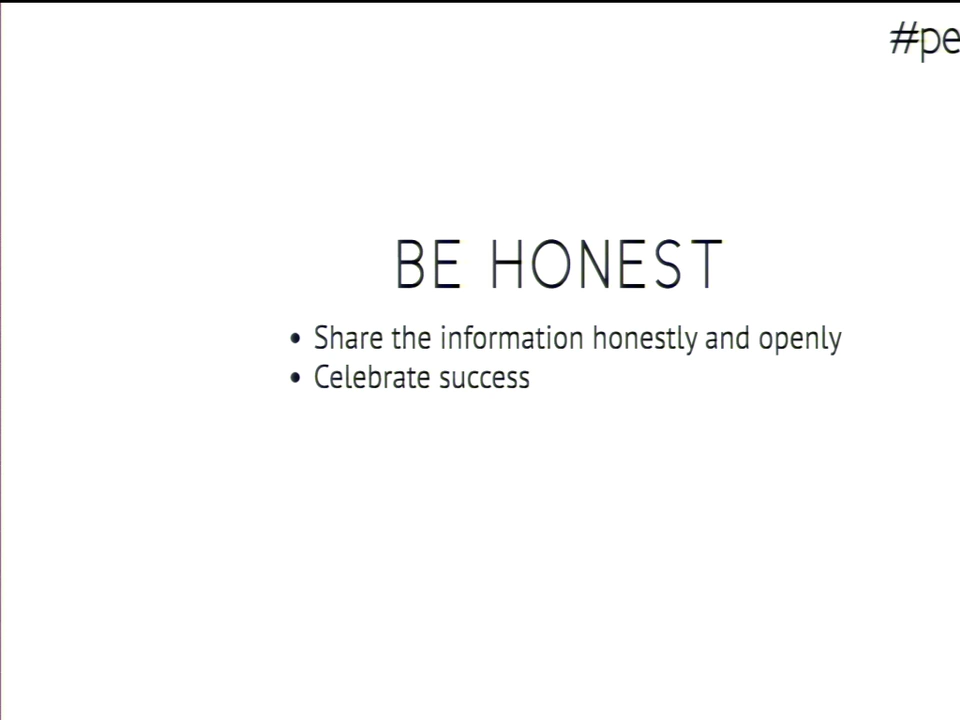 #pe
BE HONEST
• Share the information honestly and openly
• Celebrate success